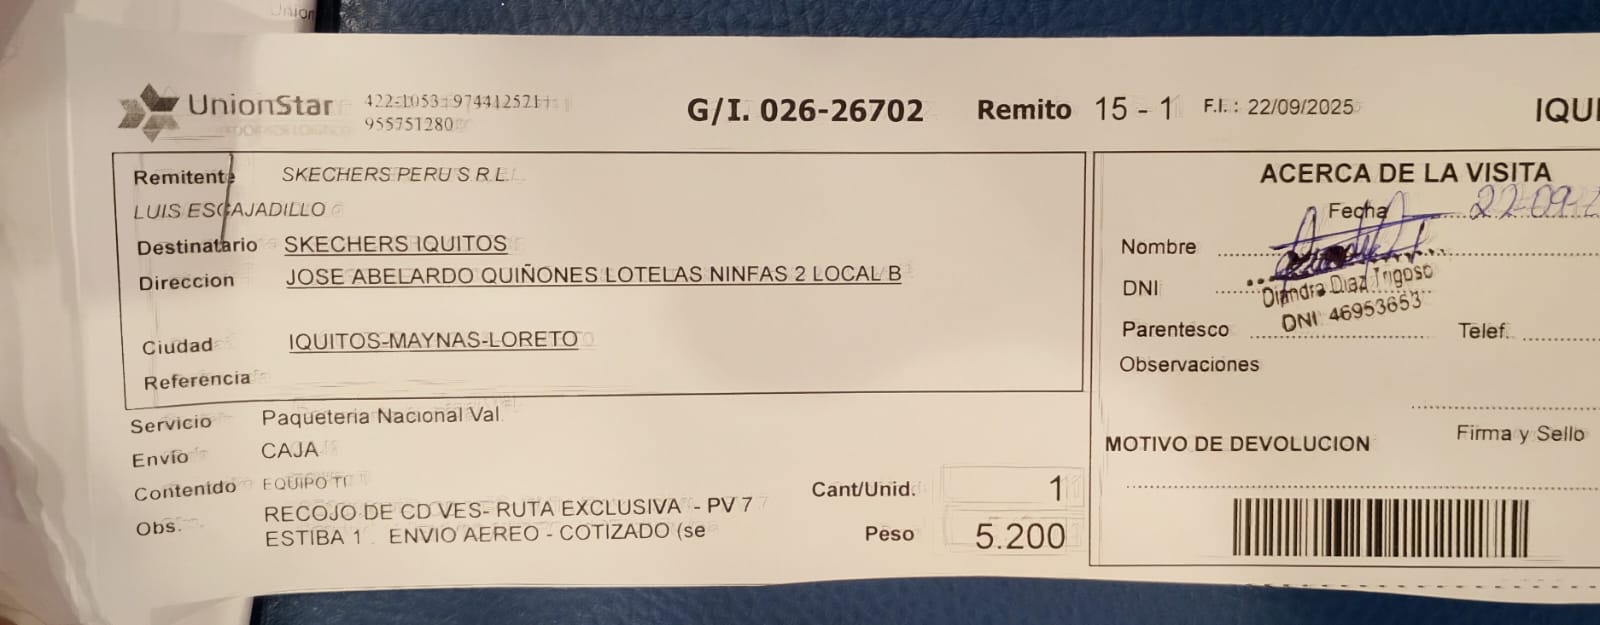 UnionStar 422-1053-974412521
955751280
G/I. 026-26702 Remito 15 - 1 F.I.: 22/09/2025
Remitente SKECHERS PERU S R L
LUIS ESCAJADILLO
Destinatario SKECHERS IQUITOS
Direccion JOSE ABELARDO QUIÑONES LOTELAS NINFAS 2 LOCAL B
Ciudad IQUITOS-MAYNAS-LORETO
Referencia
Servicio Paqueteria Nacional Val.
Envío CAJA
Contenido EQUIPO TI
Obs. RECOJO DE CD VES- RUTA EXCLUSIVA - PV 7
ESTIBA 1 . ENVIO AEREO - COTIZADO (se
Cant/Unid. 1
Peso 5.200
ACERCA DE LA VISITA
Fecha 22-09-2
Nombre
DNI
Diandra Diaz Trigoso
DNI 46953653
Parentesco Telef.
Observaciones
Firma y Sello
MOTIVO DE DEVOLUCION